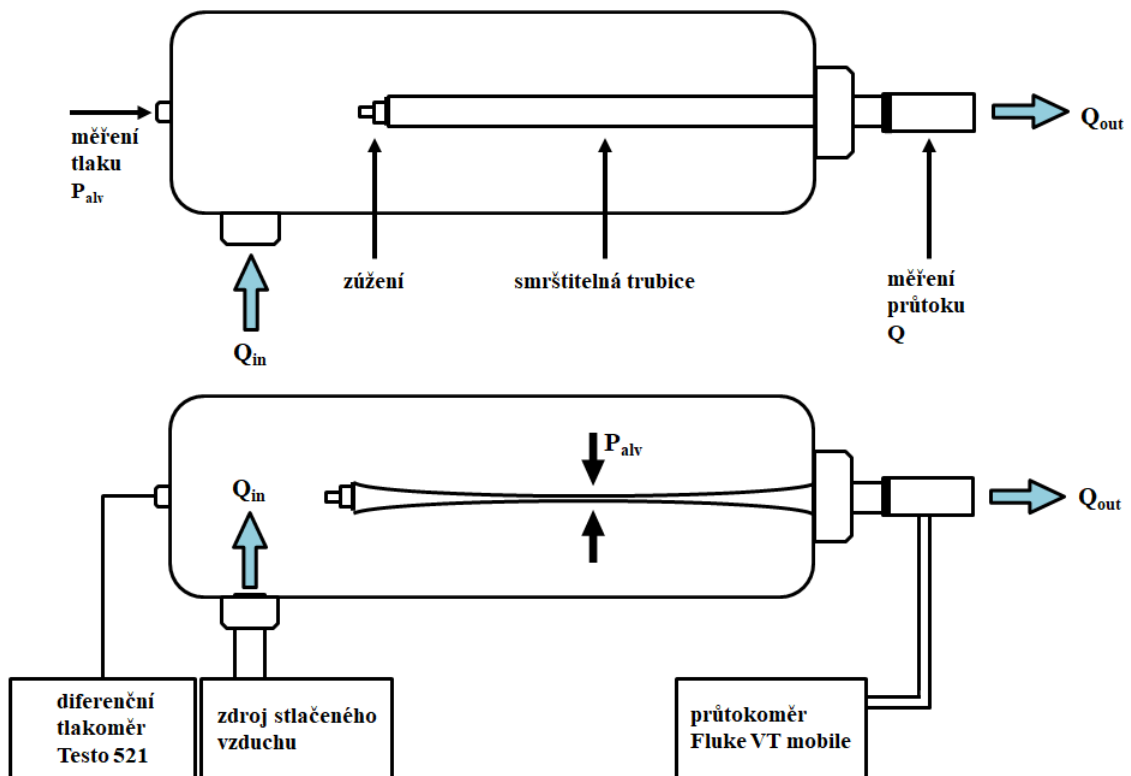 měření
tlaku
Palv
Qout
zúžení
smrštitelná trubice
měření
průtoku
Q
Qin
Palv
Qin
Qout
diferenční
tlakoměr
Testo 521
zdroj stlačeného
vzduchu
průtokoměr
Fluke VT mobile